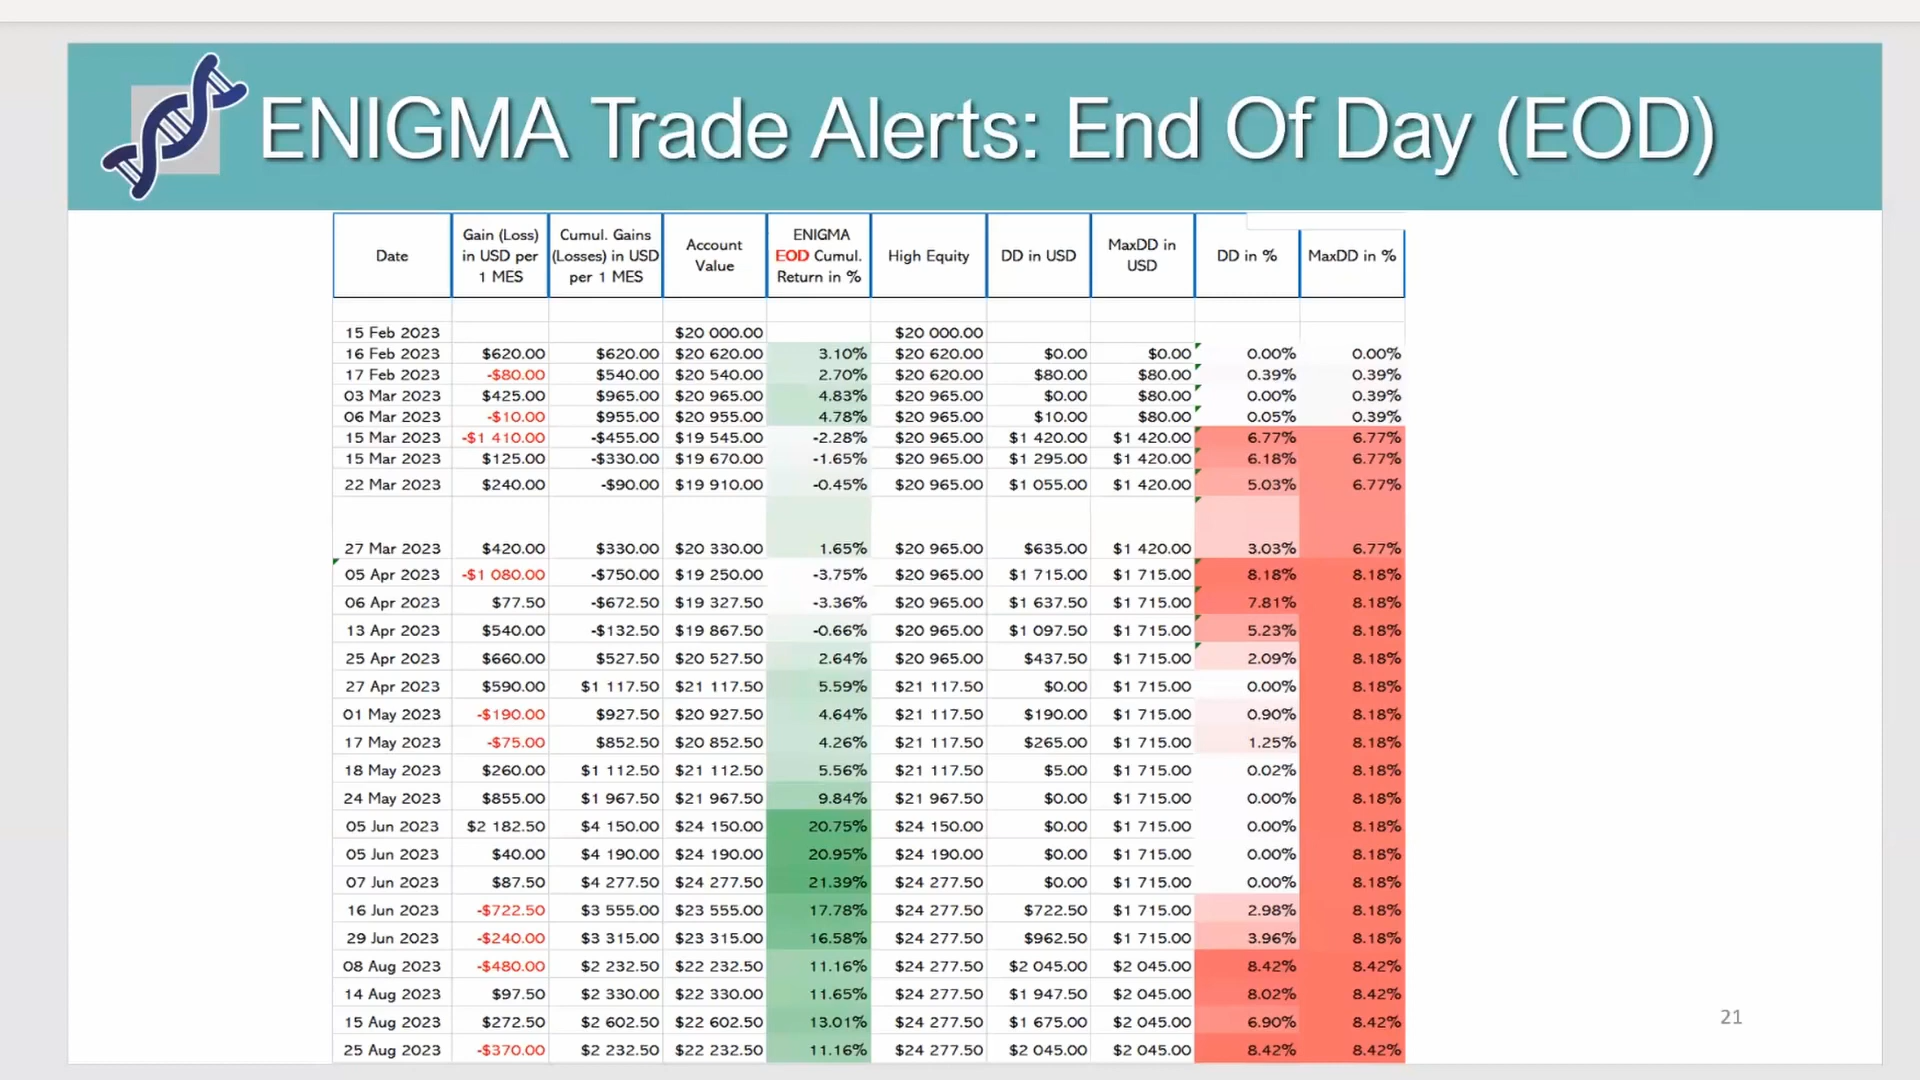 ENIGMA Trade Alerts: End Of Day (EOD)
Date Gain (Loss) in USD per 1 MES Cumul. Gains (Losses) in USD per 1 MES Account Value ENIGMA EOD Cumul. Return in % High Equity DD in USD MaxDD in USD DD in % MaxDD in %
15 Feb 2023 $20 000.00 $20 000.00
16 Feb 2023 $620.00 $620.00 $20 620.00 3.10% $20 620.00 $0.00 $0.00 0.00% 0.00%
17 Feb 2023 -$80.00 $540.00 $20 540.00 2.70% $20 620.00 $80.00 $80.00 0.39% 0.39%
03 Mar 2023 $425.00 $965.00 $20 965.00 4.83% $20 965.00 $0.00 $80.00 0.00% 0.39%
06 Mar 2023 -$10.00 $955.00 $20 955.00 4.78% $20 965.00 $10.00 $80.00 0.05% 0.39%
15 Mar 2023 -$1 410.00 -$455.00 $19 545.00 -2.28% $20 965.00 $1 420.00 $1 420.00 6.77% 6.77%
15 Mar 2023 $125.00 -$330.00 $19 670.00 -1.65% $20 965.00 $1 295.00 $1 420.00 6.18% 6.77%
22 Mar 2023 $240.00 -$90.00 $19 910.00 -0.45% $20 965.00 $1 055.00 $1 420.00 5.03% 6.77%
27 Mar 2023 $420.00 $330.00 $20 330.00 1.65% $20 965.00 $635.00 $1 420.00 3.03% 6.77%
05 Apr 2023 -$1 080.00 -$750.00 $19 250.00 -3.75% $20 965.00 $1 715.00 $1 715.00 8.18% 8.18%
06 Apr 2023 $77.50 -$672.50 $19 327.50 -3.36% $20 965.00 $1 637.50 $1 715.00 7.81% 8.18%
13 Apr 2023 $540.00 -$132.50 $19 867.50 -0.66% $20 965.00 $1 097.50 $1 715.00 5.23% 8.18%
25 Apr 2023 $660.00 $527.50 $20 527.50 2.64% $20 965.00 $437.50 $1 715.00 2.09% 8.18%
27 Apr 2023 $590.00 $1 117.50 $21 117.50 5.59% $21 117.50 $0.00 $1 715.00 0.00% 8.18%
01 May 2023 -$190.00 $927.50 $20 927.50 4.64% $21 117.50 $190.00 $1 715.00 0.90% 8.18%
17 May 2023 -$75.00 $852.50 $20 852.50 4.26% $21 117.50 $265.00 $1 715.00 1.25% 8.18%
18 May 2023 $260.00 $1 112.50 $21 112.50 5.56% $21 117.50 $5.00 $1 715.00 0.02% 8.18%
24 May 2023 $855.00 $1 967.50 $21 967.50 9.84% $21 967.50 $0.00 $1 715.00 0.00% 8.18%
05 Jun 2023 $2 182.50 $4 150.00 $24 150.00 20.75% $24 150.00 $0.00 $1 715.00 0.00% 8.18%
05 Jun 2023 $40.00 $4 190.00 $24 190.00 20.95% $24 190.00 $0.00 $1 715.00 0.00% 8.18%
07 Jun 2023 $87.50 $4 277.50 $24 277.50 21.39% $24 277.50 $0.00 $1 715.00 0.00% 8.18%
16 Jun 2023 -$722.50 $3 555.00 $23 555.00 17.78% $24 277.50 $722.50 $1 715.00 2.98% 8.18%
29 Jun 2023 -$240.00 $3 315.00 $23 315.00 16.58% $24 277.50 $962.50 $1 715.00 3.96% 8.18%
08 Aug 2023 -$480.00 $2 232.50 $22 232.50 11.16% $24 277.50 $2 045.00 $2 045.00 8.42% 8.42%
14 Aug 2023 $97.50 $2 330.00 $22 330.00 11.65% $24 277.50 $1 947.50 $2 045.00 8.02% 8.42%
15 Aug 2023 $272.50 $2 602.50 $22 602.50 13.01% $24 277.50 $1 675.00 $2 045.00 6.90% 8.42%
25 Aug 2023 -$370.00 $2 232.50 $22 232.50 11.16% $24 277.50 $2 045.00 $2 045.00 8.42% 8.42%
21